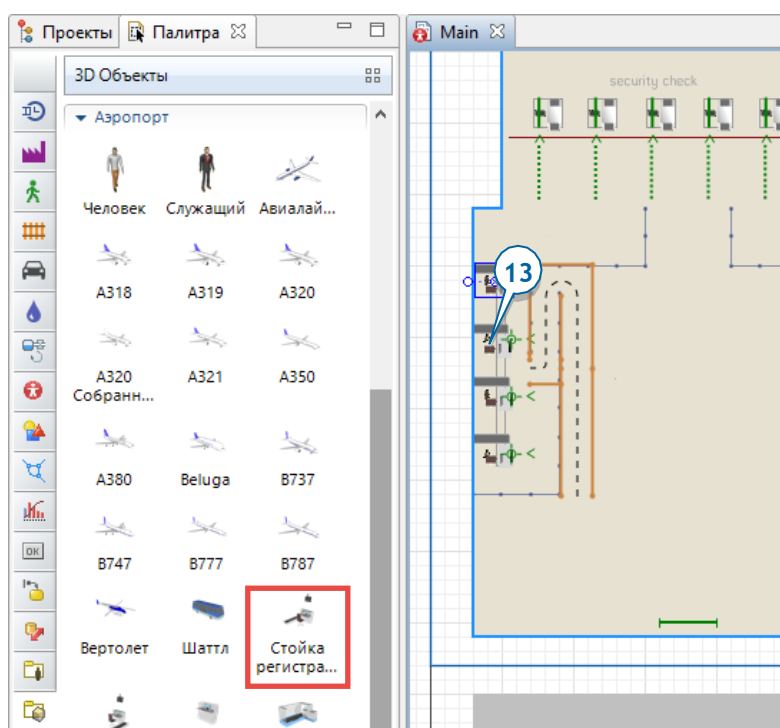 Проекты
Палитра
Main
3D Объекты
Аэропорт
Человек
Служащий
Авиалай...
A318
A319
A320
A320
Собранн...
A321
A350
A380
Beluga
B737
B747
B777
B787
Вертолет
Шаттл
Стойка
регистра...
OK
security check
13